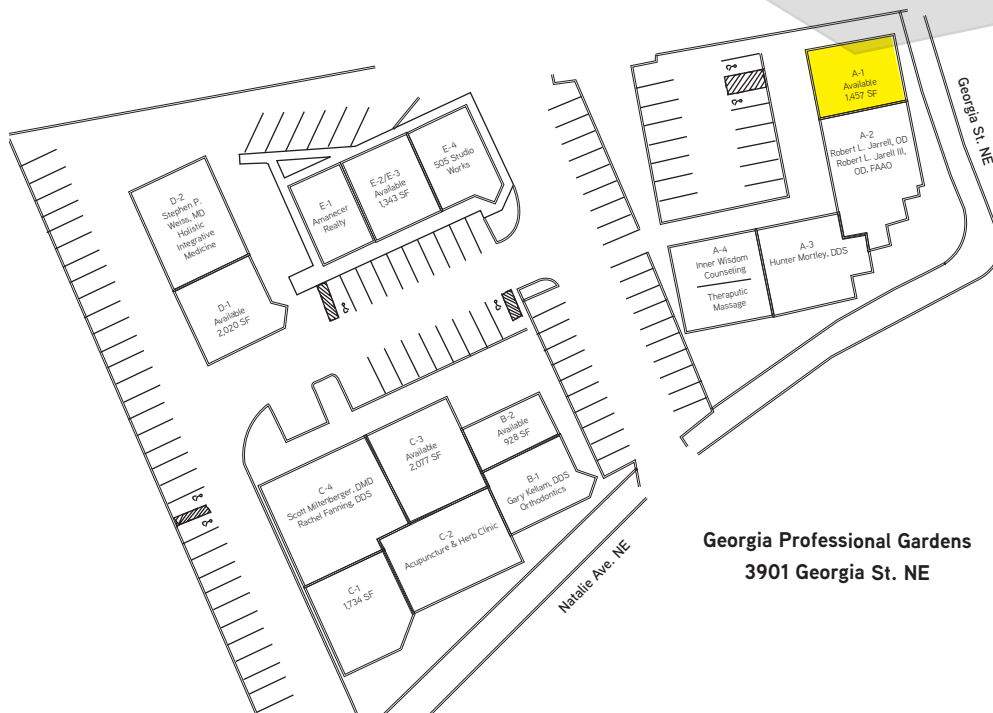 A-1
Available
1,457 SF
A-2
Robert L. Jarrell, OD
Robert L. Jarell III,
OD, FAAO
Georgia St. NE
E-4
505 Studio
Works
E-2/E-3
Available
1,343 SF
E-1
Amanecer
Realty
D-2
Stephen P.
Weiss, MD
Holistic
Integrative
Medicine
D-1
Available
2,020 SF
A-4
Inner Wisdom
Counseling
Theraputic
Massage
A-3
Hunter Mortley, DDS
B-2
Available
928 SF
C-3
Available
2,077 SF
B-1
Gary Kellam, DDS
Orthodontics
C-4
Scott Miltenberger, DMD
Rachel Fanning, DDS
C-2
Acupuncture & Herb Clinic
C-1
1,734 SF
Natalie Ave. NE
Georgia Professional Gardens
3901 Georgia St. NE